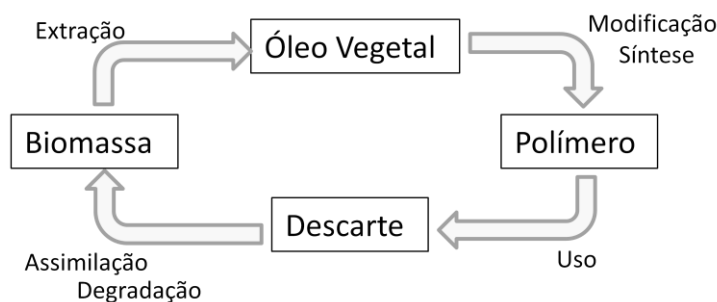 Extração
Óleo Vegetal
Modificação
Síntese
Biomassa
Polímero
Descarte
Assimilação
Degradação
Uso